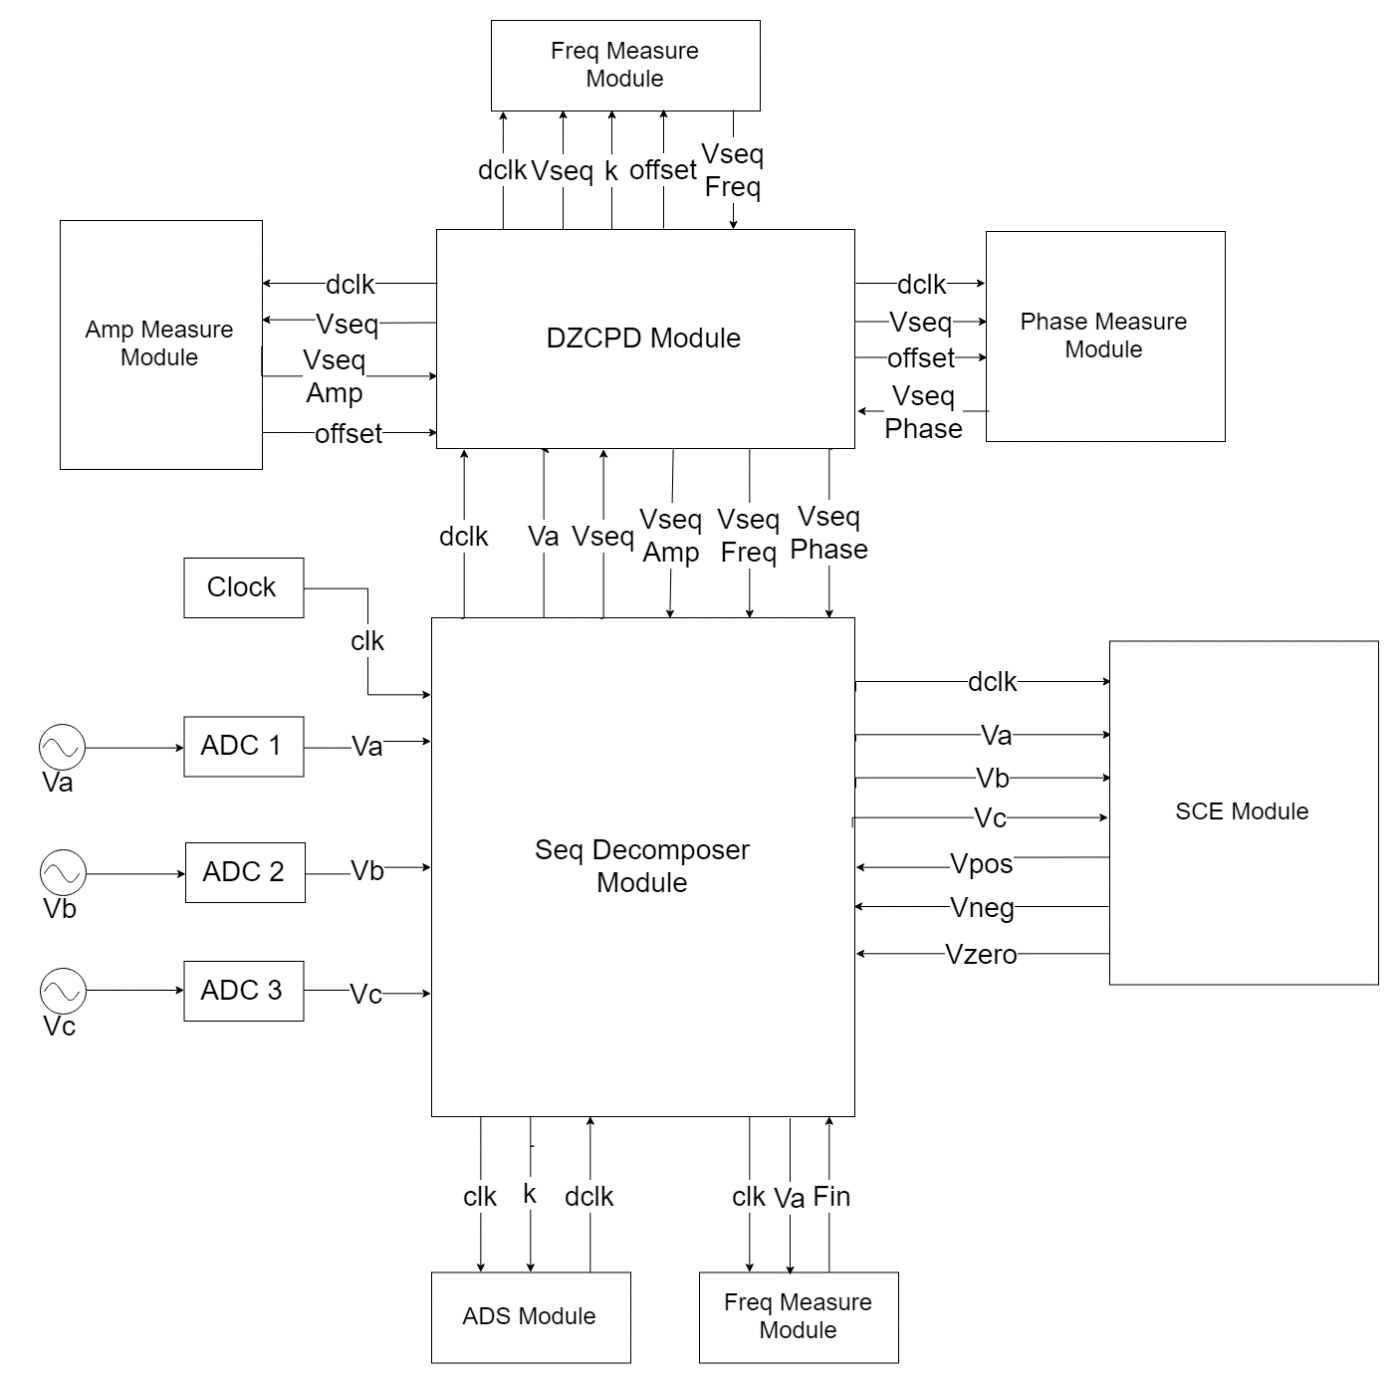 Freq Measure
Module
dclk
Vseq
k
offset
Vseq
Freq
Amp Measure
Module
dclk
Vseq
Vseq
Amp
offset
DZCPD Module
dclk
Vseq
offset
Vseq
Phase
Phase Measure
Module
dclk
Va
Vseq
Vseq
Amp
Vseq
Freq
Vseq
Phase
Clock
clk
Va
ADC 1
Va
Vb
ADC 2
Vb
Vc
ADC 3
Vc
Seq Decomposer
Module
dclk
Va
Vb
Vc
Vpos
Vneg
Vzero
SCE Module
clk
k
dclk
clk
Va
Fin
ADS Module
Freq Measure
Module